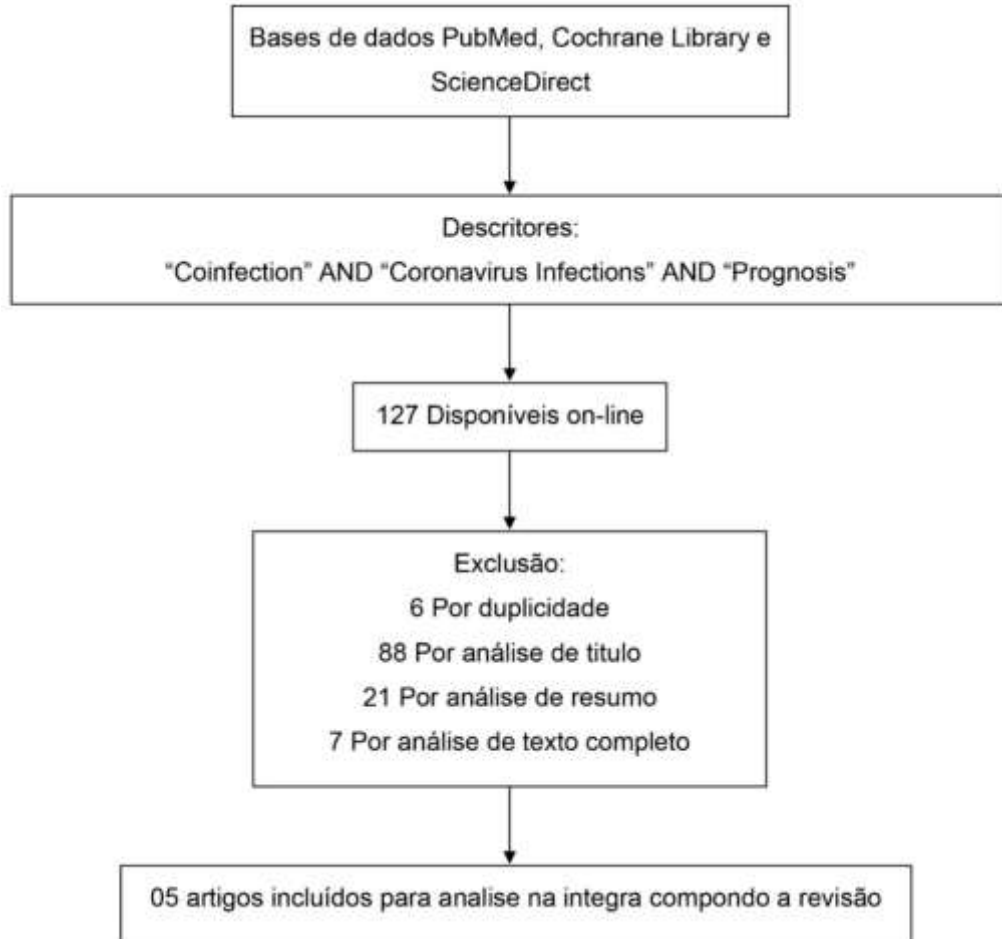 Bases de dados PubMed, Cochrane Library e
ScienceDirect
Descritores:
“Coinfection” AND “Coronavirus Infections” AND “Prognosis”
127 Disponíveis on-line
Exclusão:
6 Por duplicidade
88 Por análise de titulo
21 Por análise de resumo
7 Por análise de texto completo
05 artigos incluídos para analise na integra compondo a revisão